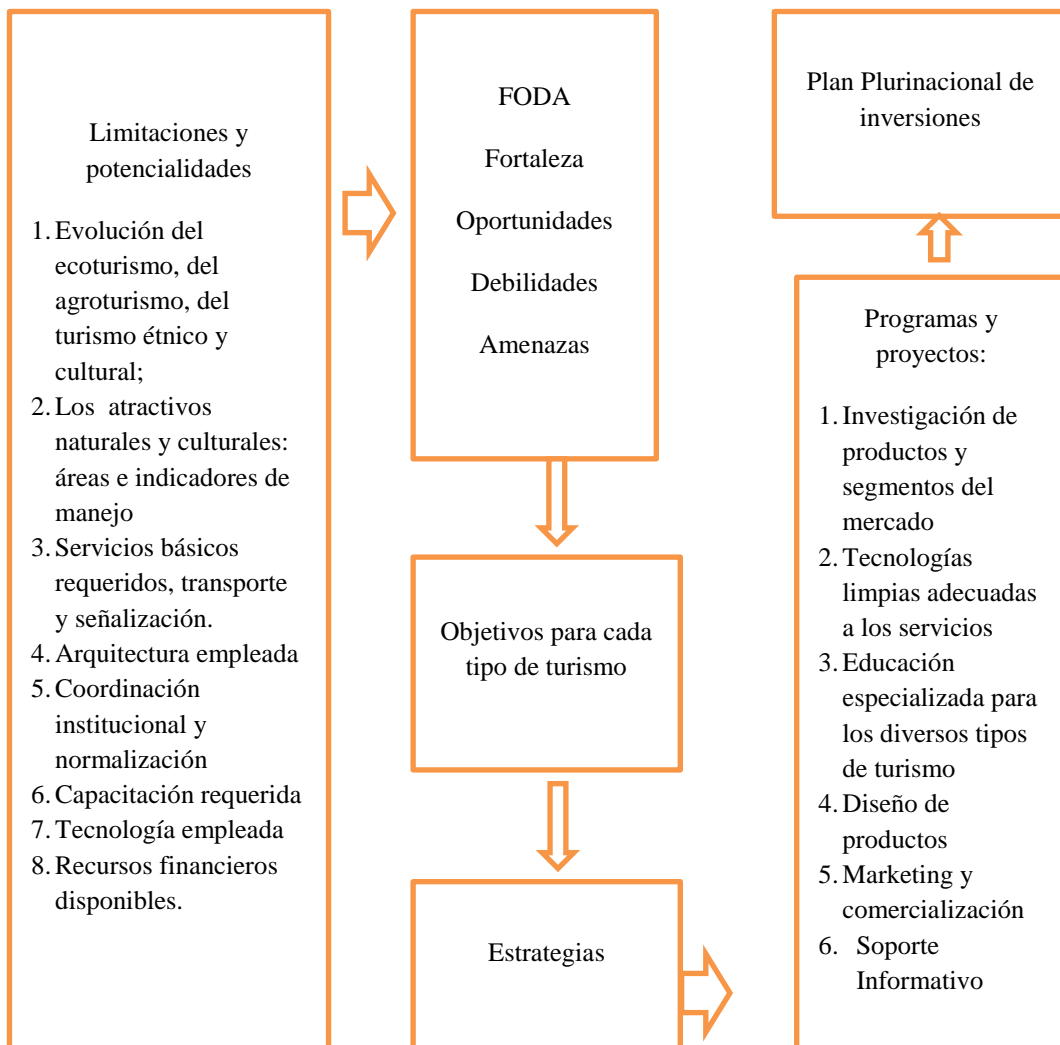 Limitaciones y
potencialidades
1. Evolución del
ecoturismo, del
agroturismo, del
turismo étnico y
cultural;
2. Los atractivos
naturales y culturales:
áreas e indicadores de
manejo
3. Servicios básicos
requeridos, transporte
y señalización.
4. Arquitectura empleada
5. Coordinación
institucional y
normalización
6. Capacitación requerida
7. Tecnología empleada
8. Recursos financieros
disponibles.
FODA
Fortaleza
Oportunidades
Debilidades
Amenazas
Objetivos para cada
tipo de turismo
Estrategias
Programas y
proyectos:
1. Investigación de
productos y
segmentos del
mercado
2. Tecnologías
limpias adecuadas
a los servicios
3. Educación
especializada para
los diversos tipos
de turismo
4. Diseño de
productos
5. Marketing y
comercialización
6. Soporte
Informativo
Plan Plurinacional de
inversiones